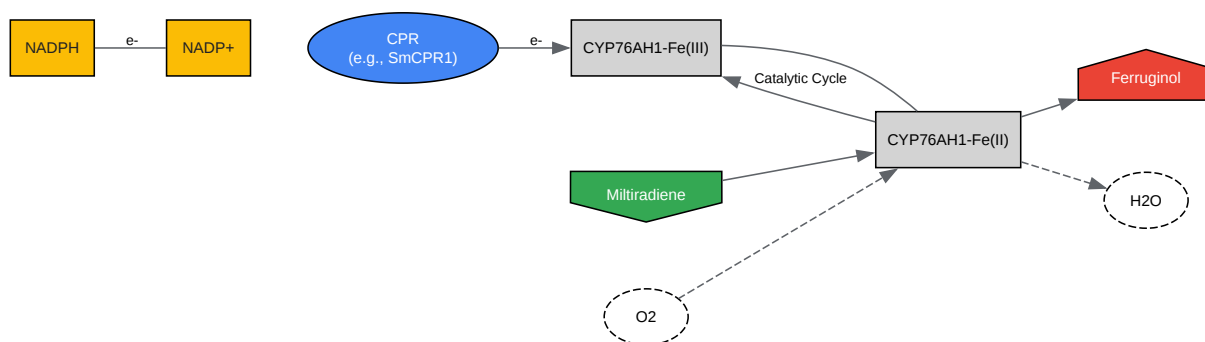 NADPH
e-
NADP+
CPR
(e.g., SmCPR1)
e-
CYP76AH1-Fe(III)
Catalytic Cycle
Ferruginol
CYP76AH1-Fe(II)
Miltiradiene
H2O
O2